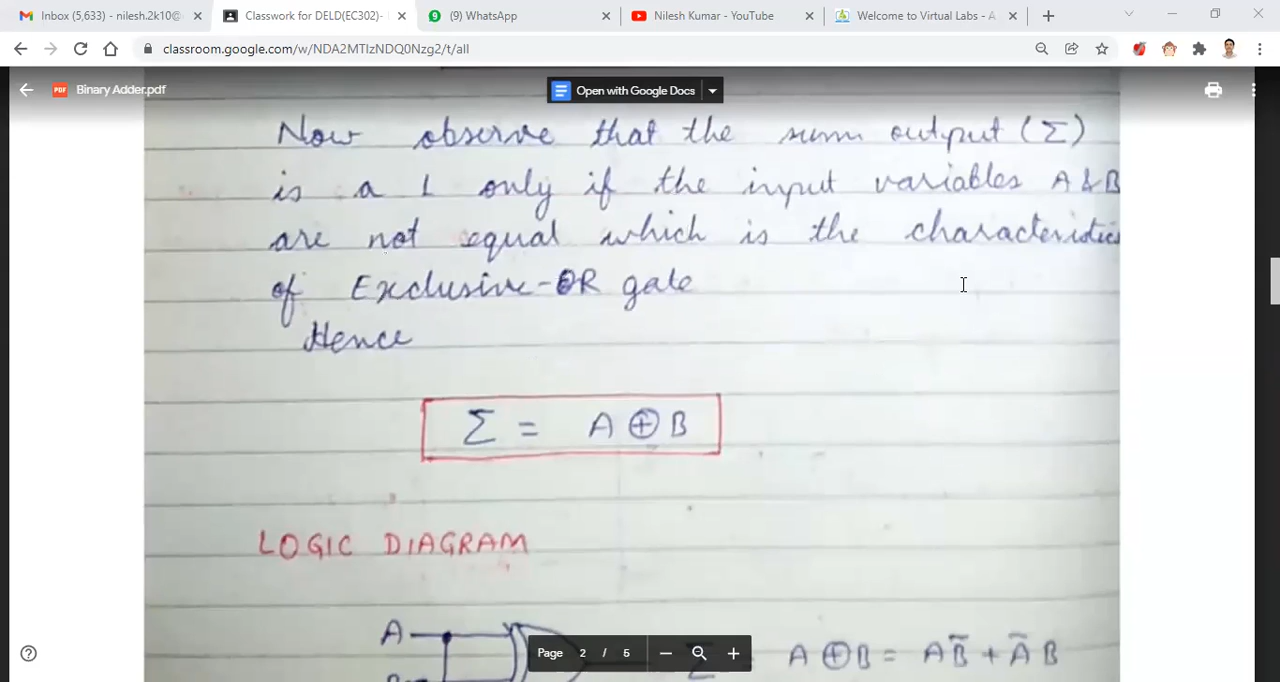 Inbox (5,633) - nilesh.2k10@
Classwork for DELD(EC302)-
(9) WhatsApp
Nilesh Kumar - YouTube
Welcome to Virtual Labs - A
classroom.google.com/w/NDA2MTIzNDQ0Nzg2/t/all
PDF
Binary Adder.pdf
Open with Google Docs
Now observe that the sum output (Σ)
is a 1 only if the input variables A & B
are not equal which is the characteristics
of Exclusive-OR gate
Hence
Σ = A ⊕ B
LOGIC DIAGRAM
A
Σ = A ⊕ B = AB̅ + A̅B
Page 2 / 5